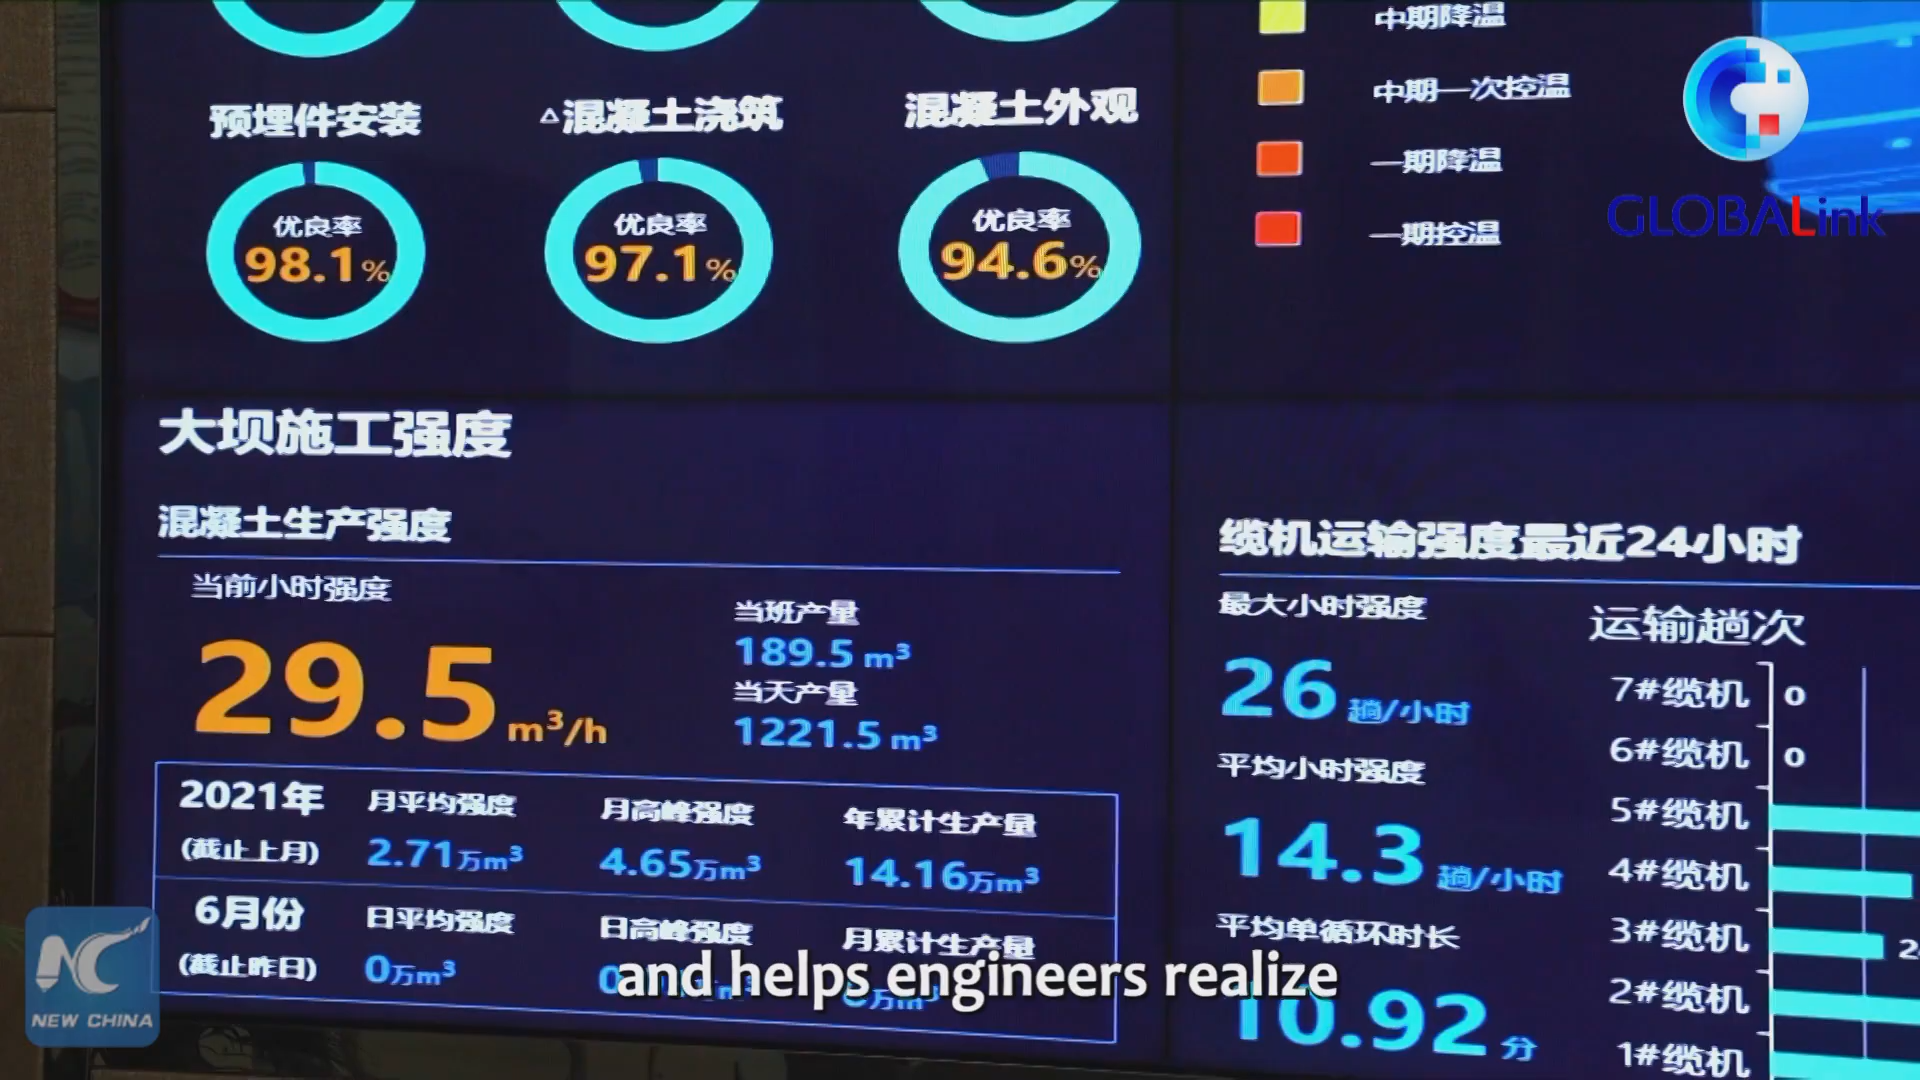 中期降温
中期一次控温
一期降温
一期控温
GLOBALink
预埋件安装
△混凝土浇筑
混凝土外观
优良率
98.1%
优良率
97.1%
优良率
94.6%
大坝施工强度
混凝土生产强度
当前小时强度
29.5 m³/h
当班产量
189.5 m³
当天产量
1221.5 m³
2021年
(截止上月)
月平均强度
2.71万m³
月高峰强度
4.65万m³
年累计生产量
14.16万m³
6月份
(截止昨日)
日平均强度
0万m³
日高峰强度
月累计生产量
缆机运输强度最近24小时
最大小时强度
26 趟/小时
平均小时强度
14.3 趟/小时
平均单循环时长
10.92 分
运输趟次
7#缆机 0
6#缆机 0
5#缆机
4#缆机
3#缆机
2#缆机
1#缆机
and helps engineers realize
NEW CHINA